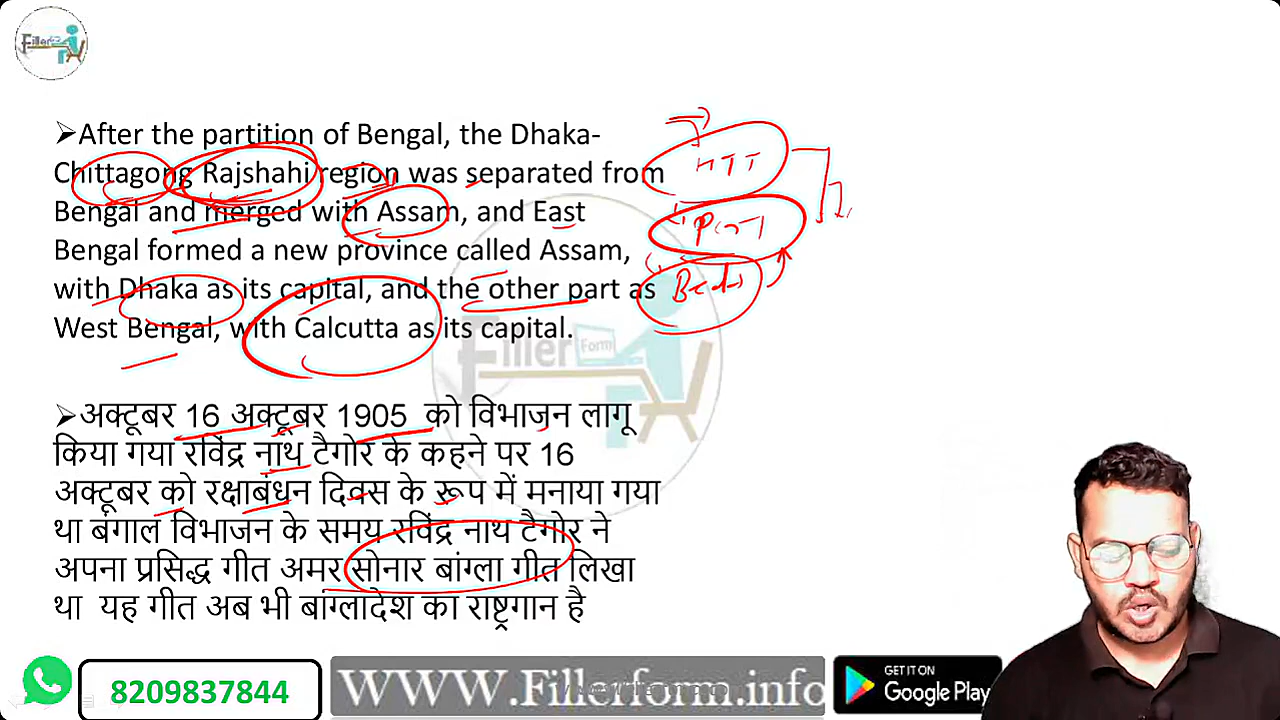 Fillerform
➢After the partition of Bengal, the Dhaka-
Chittagong Rajshahi region was separated from
Bengal and merged with Assam, and East
Bengal formed a new province called Assam,
with Dhaka as its capital, and the other part as
West Bengal, with Calcutta as its capital.
Filler Form
➢अक्टूबर 16 अक्टूबर 1905 को विभाजन लागू
किया गया रविंद्र नाथ टैगोर के कहने पर 16
अक्टूबर को रक्षाबंधन दिवस के रूप में मनाया गया
था बंगाल विभाजन के समय रविंद्र नाथ टैगोर ने
अपना प्रसिद्ध गीत अमर सोनार बांग्ला गीत लिखा
था यह गीत अब भी बांग्लादेश का राष्ट्रगान है
8209837844
WWW.Fillerform.info
GET IT ON
Google Play